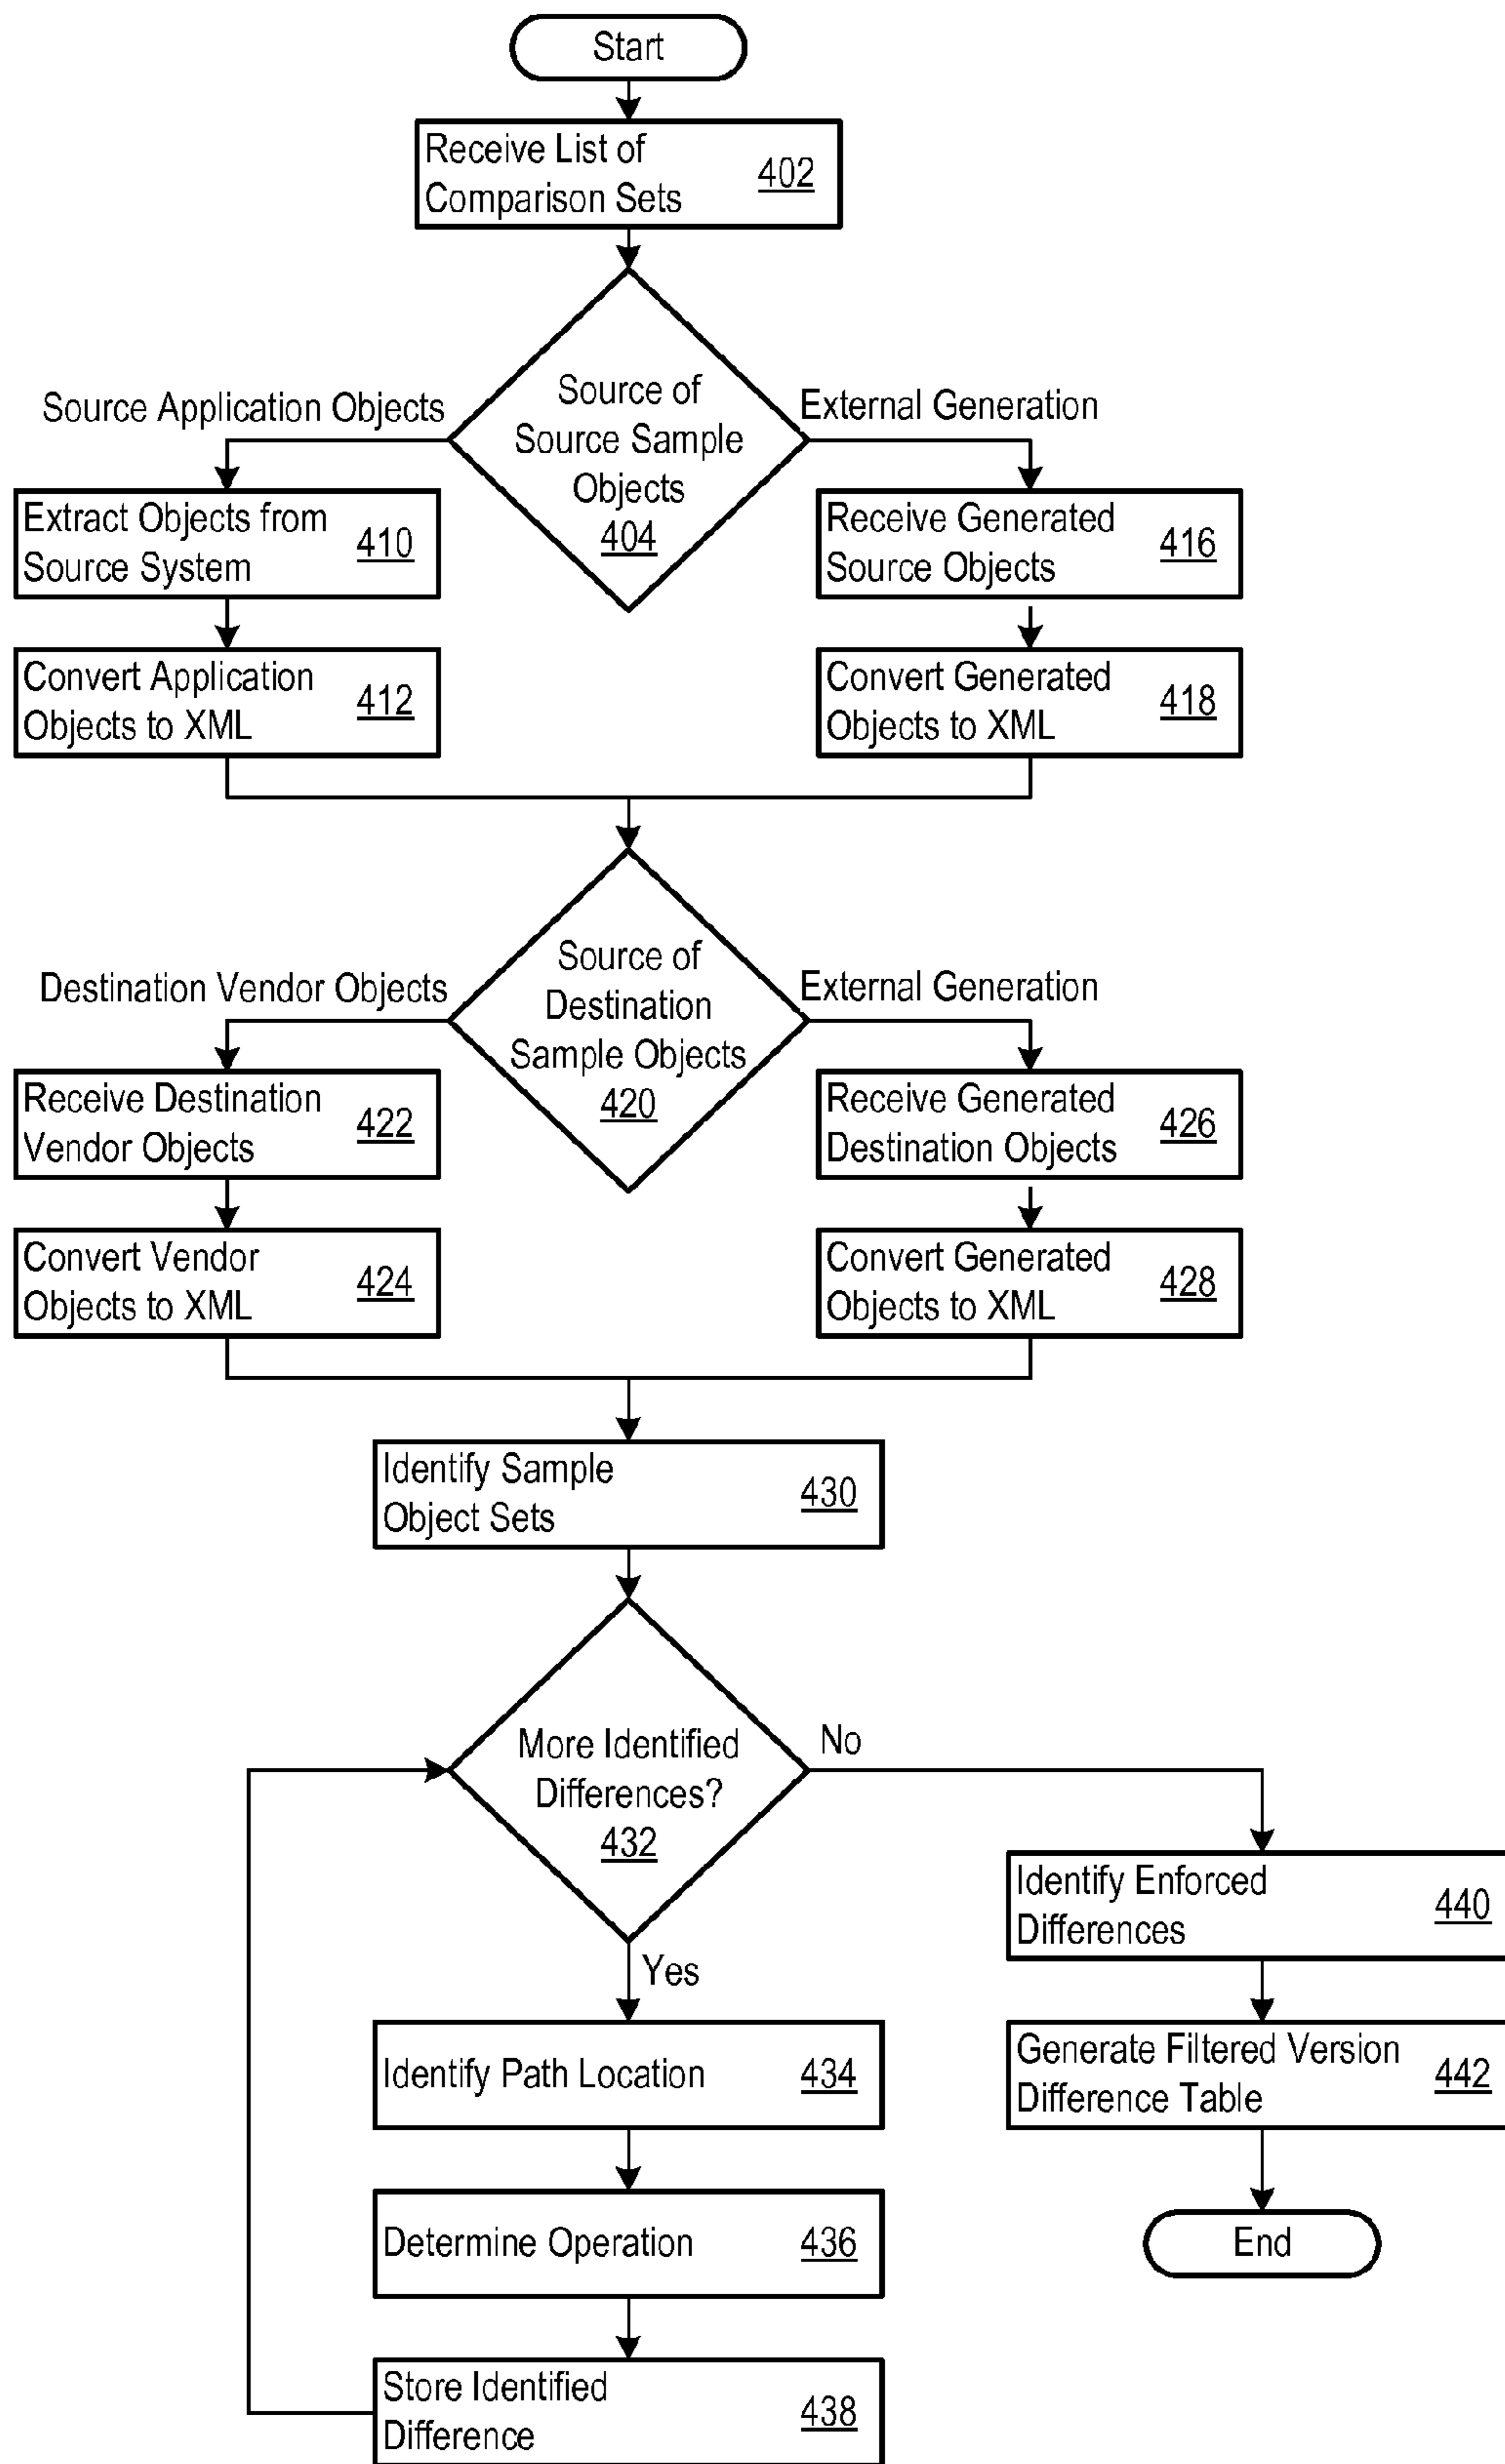 Start
Receive List of
Comparison Sets
402
Source of
Source Sample
Objects
404
Source Application Objects
External Generation
Extract Objects from
Source System
410
Receive Generated
Source Objects
416
Convert Application
Objects to XML
412
Convert Generated
Objects to XML
418
Source of
Destination
Sample Objects
420
Destination Vendor Objects
External Generation
Receive Destination
Vendor Objects
422
Receive Generated
Destination Objects
426
Convert Vendor
Objects to XML
424
Convert Generated
Objects to XML
428
Identify Sample
Object Sets
430
More Identified
Differences?
432
No
Yes
Identify Enforced
Differences
440
Identify Path Location
434
Generate Filtered Version
Difference Table
442
Determine Operation
436
End
Store Identified
Difference
438